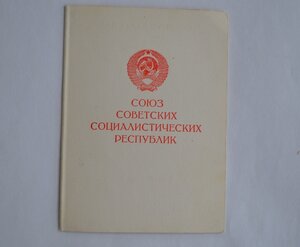 СОЮЗ
СОВЕТСКИХ
СОЦИАЛИСТИЧЕСКИХ
РЕСПУБЛИК